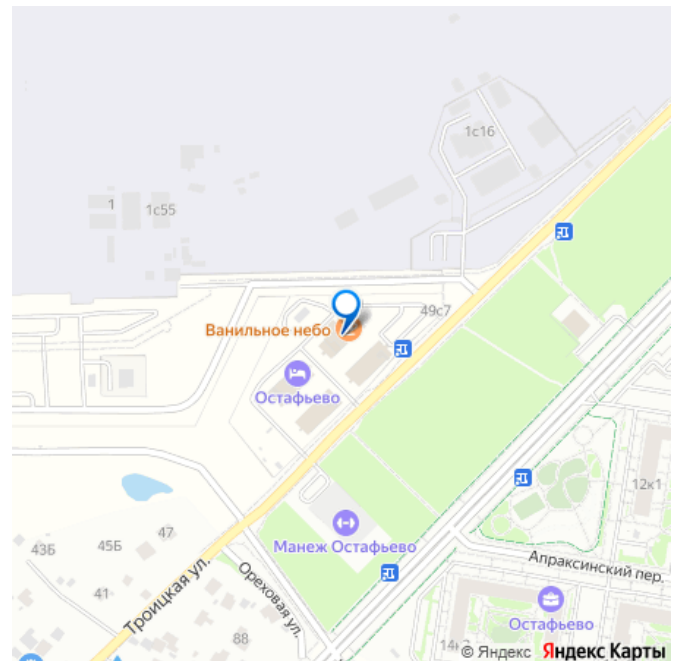 1с16
1
1с55
49с7
Ванильное небо
Остафьево
12к1
47
45Б
43Б
Манеж Остафьево
Апраксинский пер.
41
Троицкая ул.
Ореховая ул.
Остафьево
88
14к2
© Яндекс Яндекс Карты